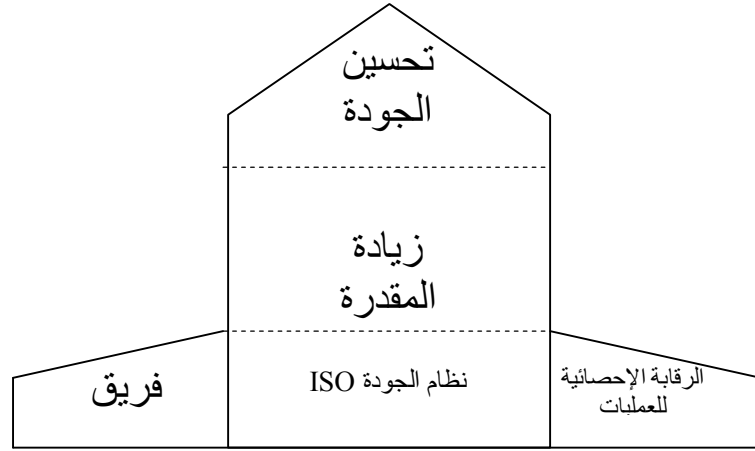 تحسين
الجودة
زيادة
المقدرة
الرقابة الإحصائية
للعمليات
نظام الجودة ISO
فريق